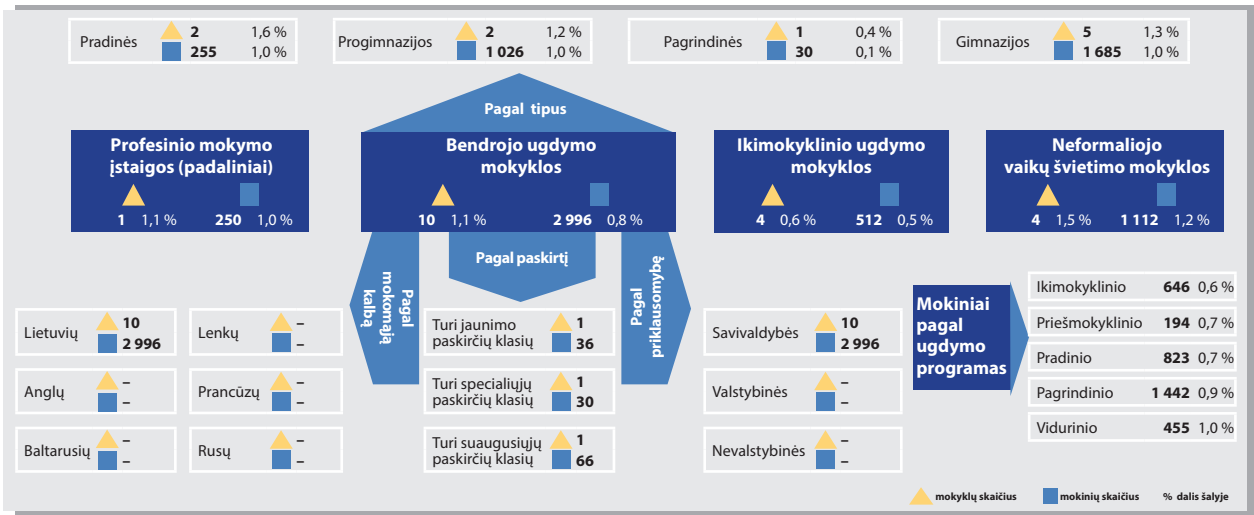 Pradinės
2 1,6 %
255 1,0 %
Progimnazijos
2 1,2 %
1 026 1,0 %
Pagrindinės
1 0,4 %
30 0,1 %
Gimnazijos
5 1,3 %
1 685 1,0 %
Pagal tipus
Profesinio mokymo
įstaigos (padaliniai)
1 1,1 % 250 1,0 %
Bendrojo ugdymo
mokyklos
10 1,1 % 2 996 0,8 %
Ikimokyklinio ugdymo
mokyklos
4 0,6 % 512 0,5 %
Neformaliojo
vaikų švietimo mokyklos
4 1,5 % 1 112 1,2 %
Pagal
mokomąją
kalbą
Pagal paskirtį
Pagal
priklausomybę
Lietuvių
10
2 996
Lenkų
–
–
Anglų
–
–
Prancūzų
–
–
Baltarusių
–
–
Rusų
–
–
Turi jaunimo
paskirčių klasių
1
36
Turi specialiųjų
paskirčių klasių
1
30
Turi suaugusiųjų
paskirčių klasių
1
66
Savivaldybės
10
2 996
Valstybinės
–
–
Nevalstybinės
–
–
Mokiniai
pagal
ugdymo
programas
Ikimokyklinio 646 0,6 %
Priešmokyklinio 194 0,7 %
Pradinio 823 0,7 %
Pagrindinio 1 442 0,9 %
Vidurinio 455 1,0 %
mokyklų skaičius mokinių skaičius % dalis šalyje